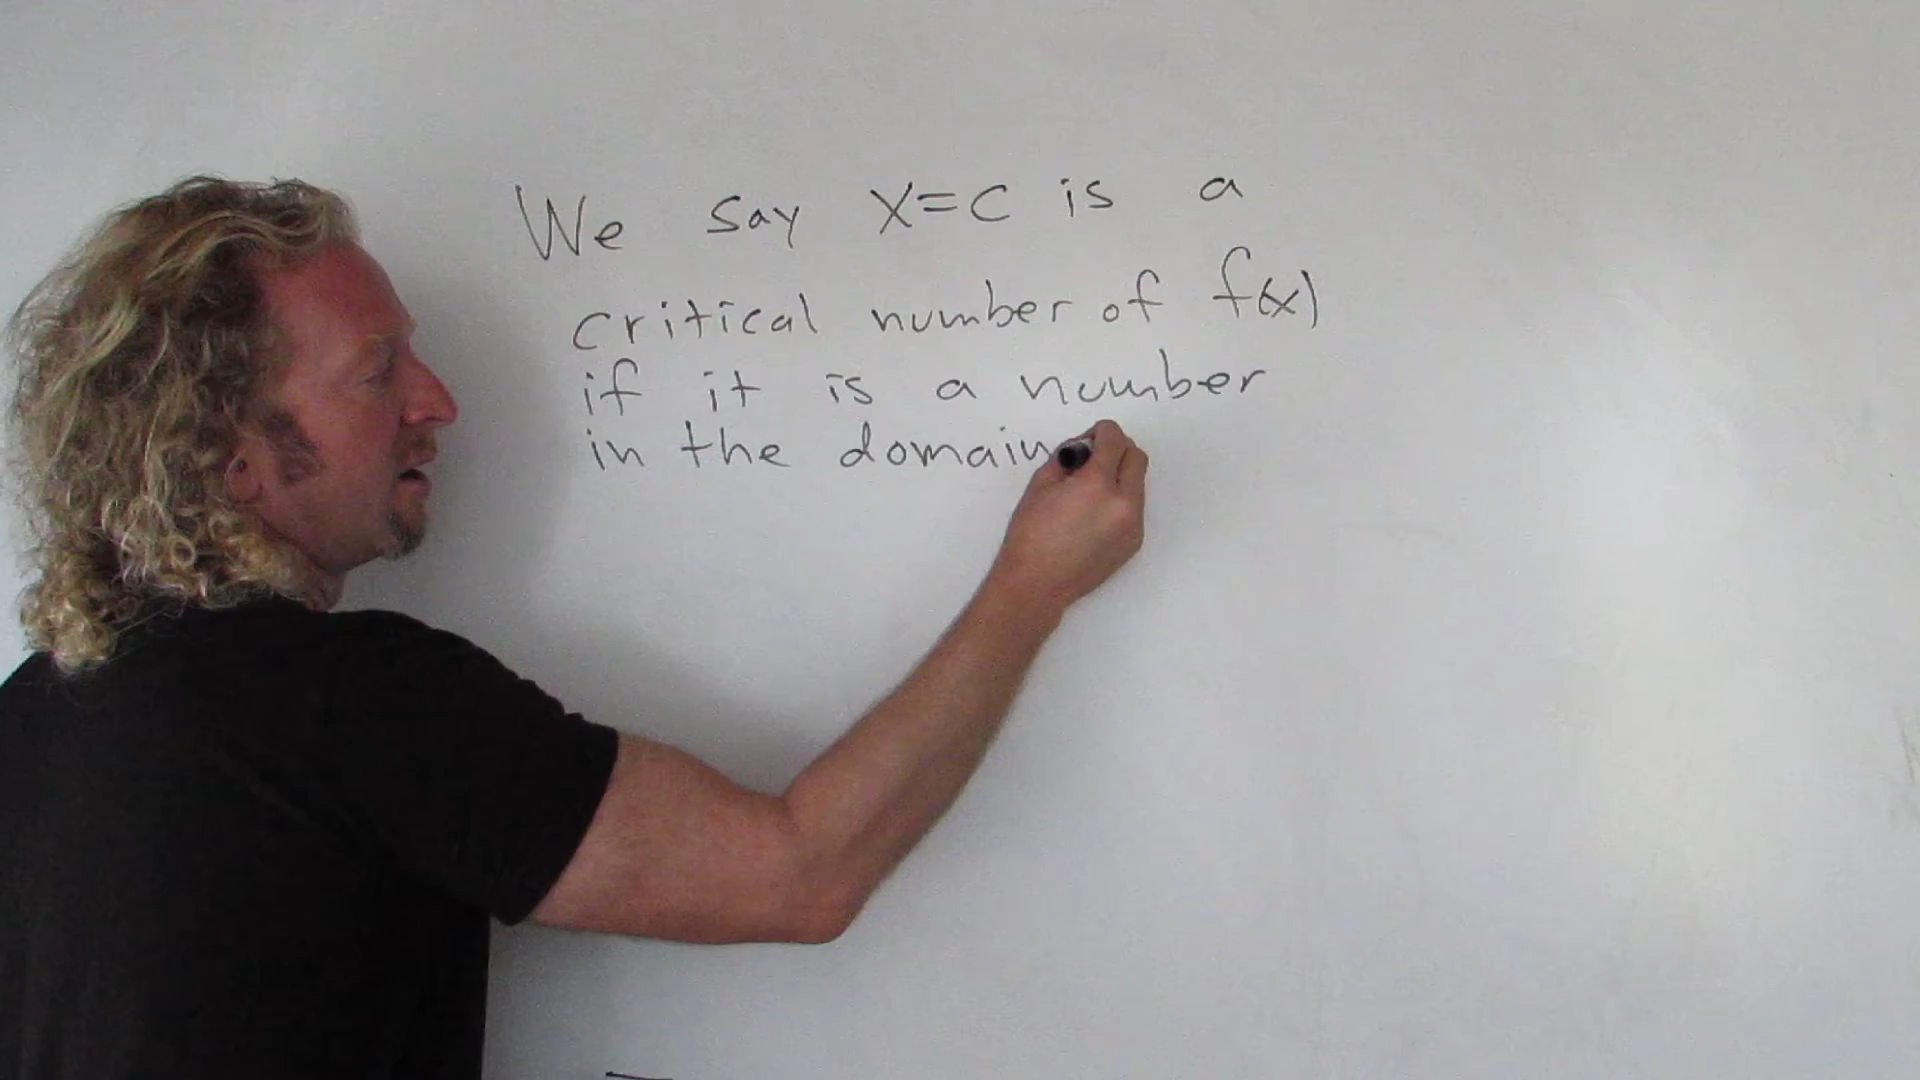 We say X=C is a
critical number of f(x)
if it is a number
in the domain